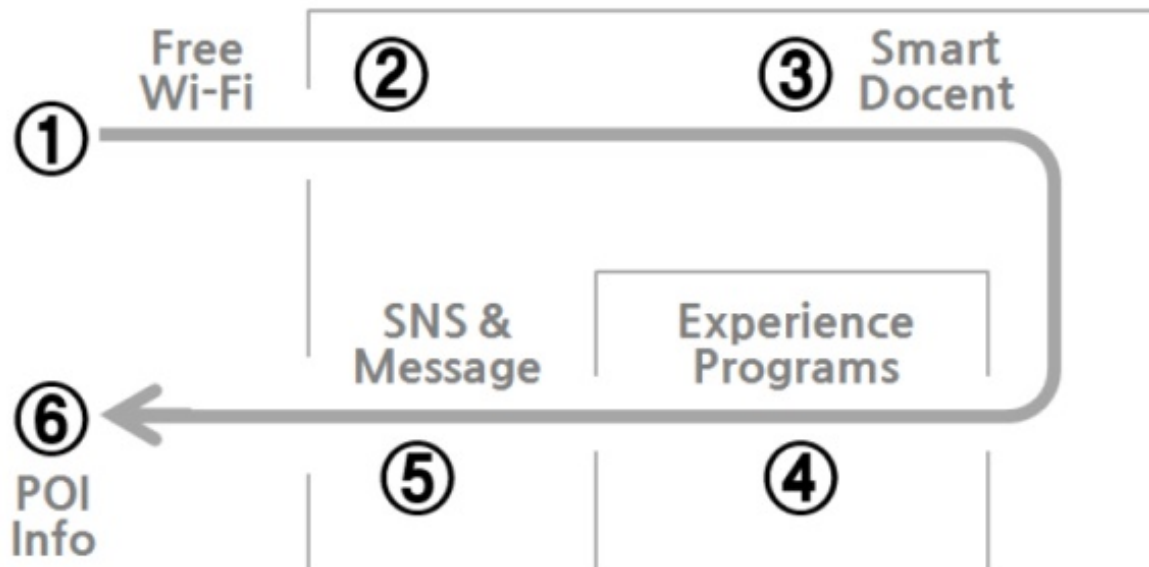 Free
Wi-Fi
②
③
Smart
Docent
①
SNS &
Message
Experience
Programs
⑥
⑤
④
POI
Info